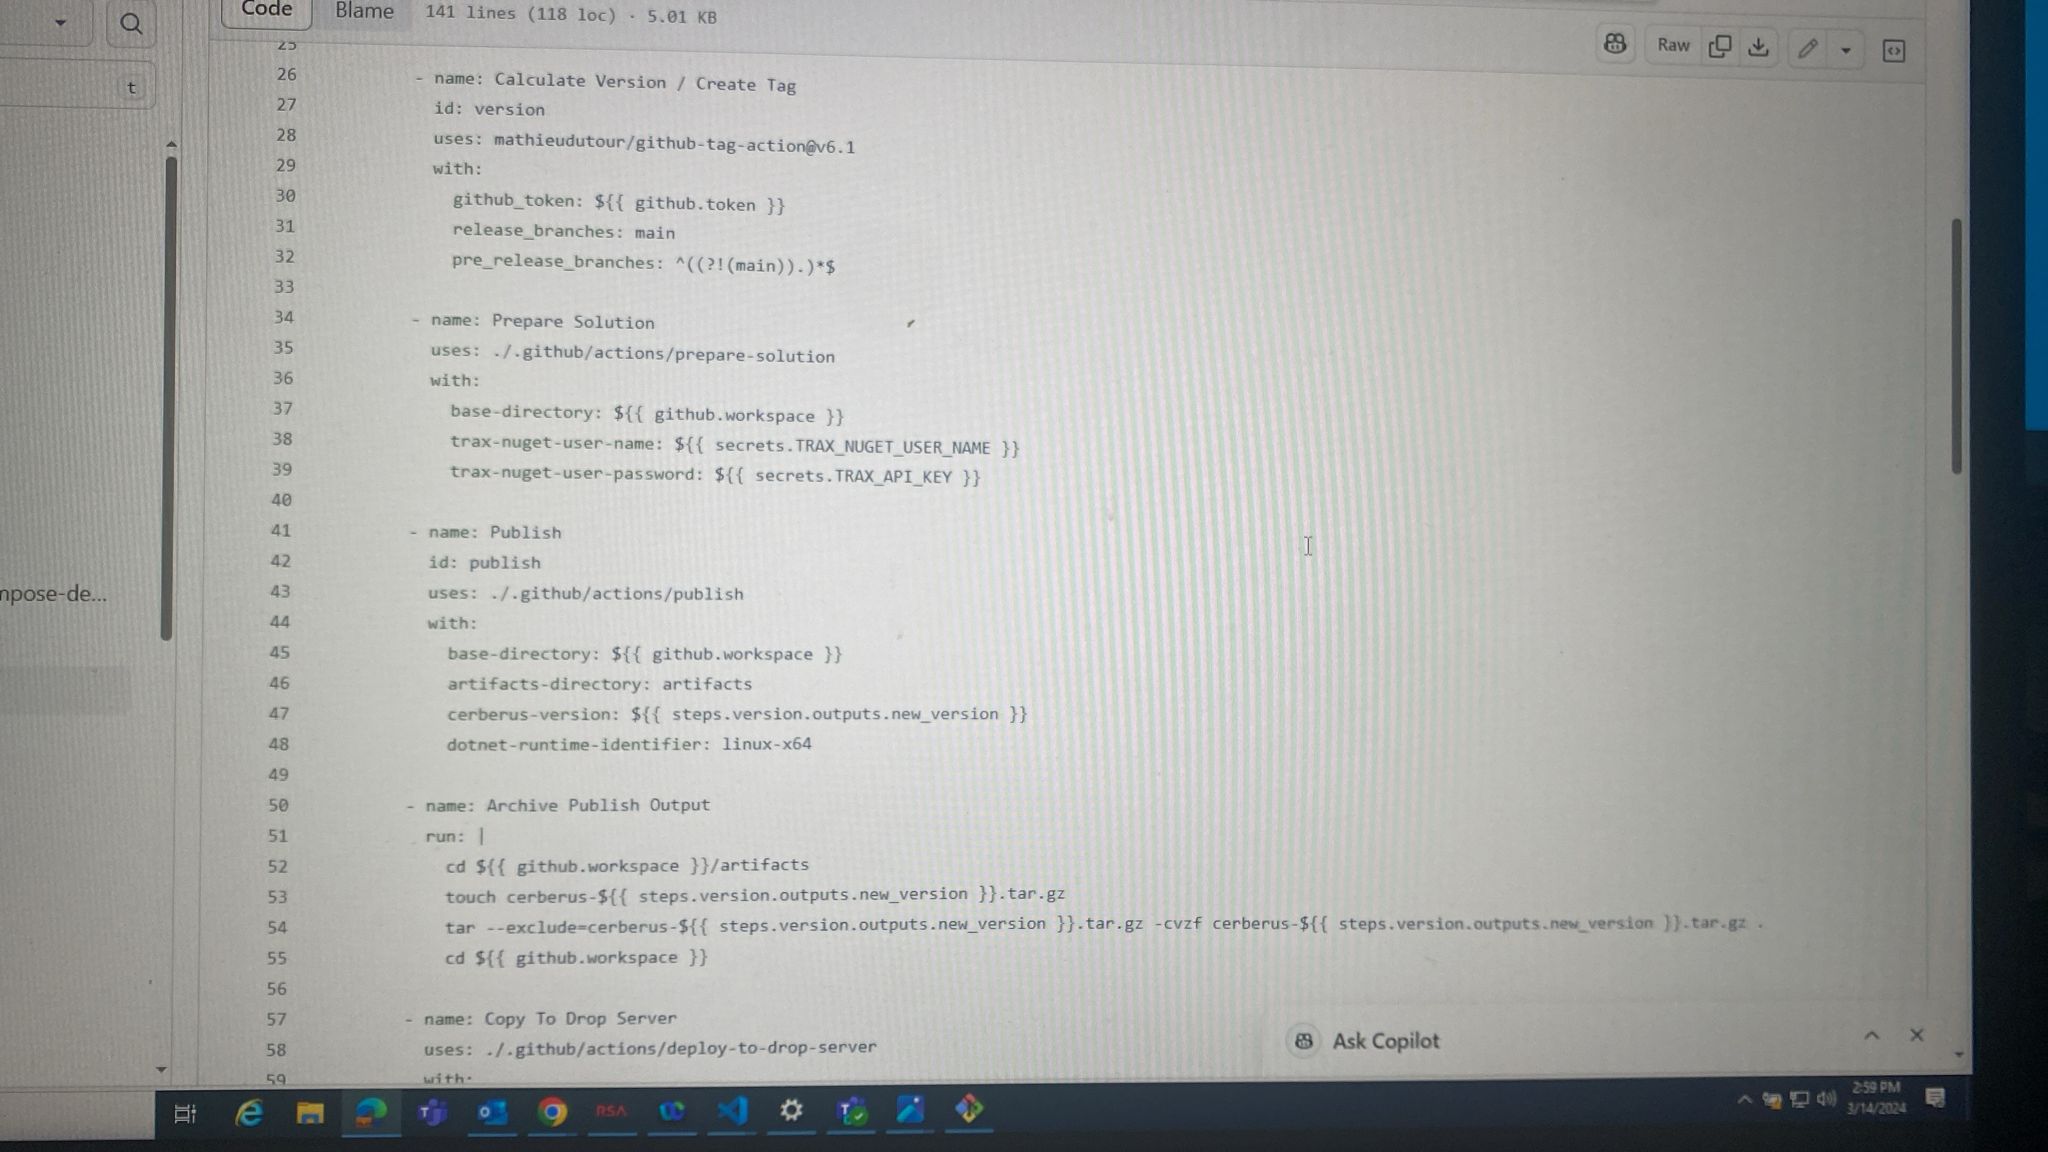 Code Blame 141 lines (118 loc) · 5.01 KB
Raw
t
25
26 - name: Calculate Version / Create Tag
27 id: version
28 uses: mathieudutour/github-tag-action@v6.1
29 with:
30 github_token: ${{ github.token }}
31 release_branches: main
32 pre_release_branches: ^((?!(main)).)*$
33
34 - name: Prepare Solution
35 uses: ./.github/actions/prepare-solution
36 with:
37 base-directory: ${{ github.workspace }}
38 trax-nuget-user-name: ${{ secrets.TRAX_NUGET_USER_NAME }}
39 trax-nuget-user-password: ${{ secrets.TRAX_API_KEY }}
40
41 - name: Publish
42 id: publish
43 uses: ./.github/actions/publish
mpose-de...
44 with:
45 base-directory: ${{ github.workspace }}
46 artifacts-directory: artifacts
47 cerberus-version: ${{ steps.version.outputs.new_version }}
48 dotnet-runtime-identifier: linux-x64
49
50 - name: Archive Publish Output
51 run: |
52 cd ${{ github.workspace }}/artifacts
53 touch cerberus-${{ steps.version.outputs.new_version }}.tar.gz
54 tar --exclude=cerberus-${{ steps.version.outputs.new_version }}.tar.gz -cvzf cerberus-${{ steps.version.outputs.new_version }}.tar.gz .
55 cd ${{ github.workspace }}
56
57 - name: Copy To Drop Server
58 uses: ./.github/actions/deploy-to-drop-server
59 with:
Ask Copilot
RSA
2:59 PM
3/14/2024